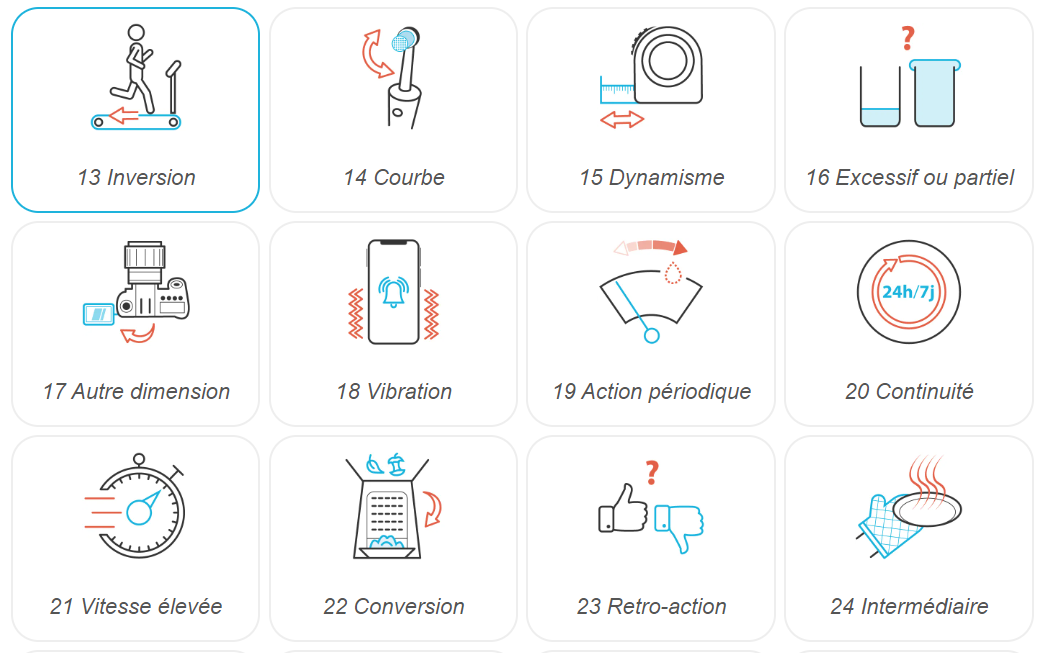 ?
13 Inversion
14 Courbe
15 Dynamisme
16 Excessif ou partiel
24h/7j
17 Autre dimension
18 Vibration
19 Action périodique
20 Continuité
?
21 Vitesse élevée
22 Conversion
23 Retro-action
24 Intermédiaire